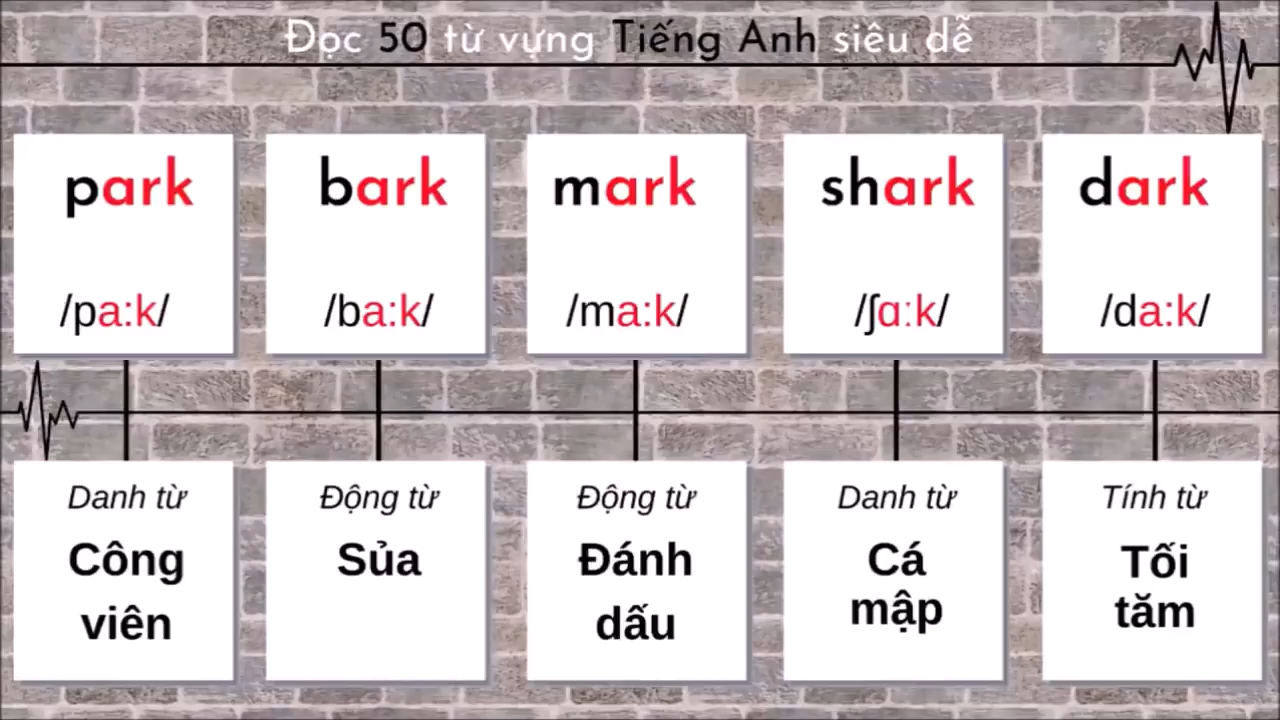 Đọc 50 từ vựng Tiếng Anh siêu dễ
park
bark
mark
shark
dark
/pa:k/
/ba:k/
/ma:k/
/ʃɑ:k/
/da:k/
Danh từ
Động từ
Động từ
Danh từ
Tính từ
Công
viên
Sủa
Đánh
dấu
Cá
mập
Tối
tăm